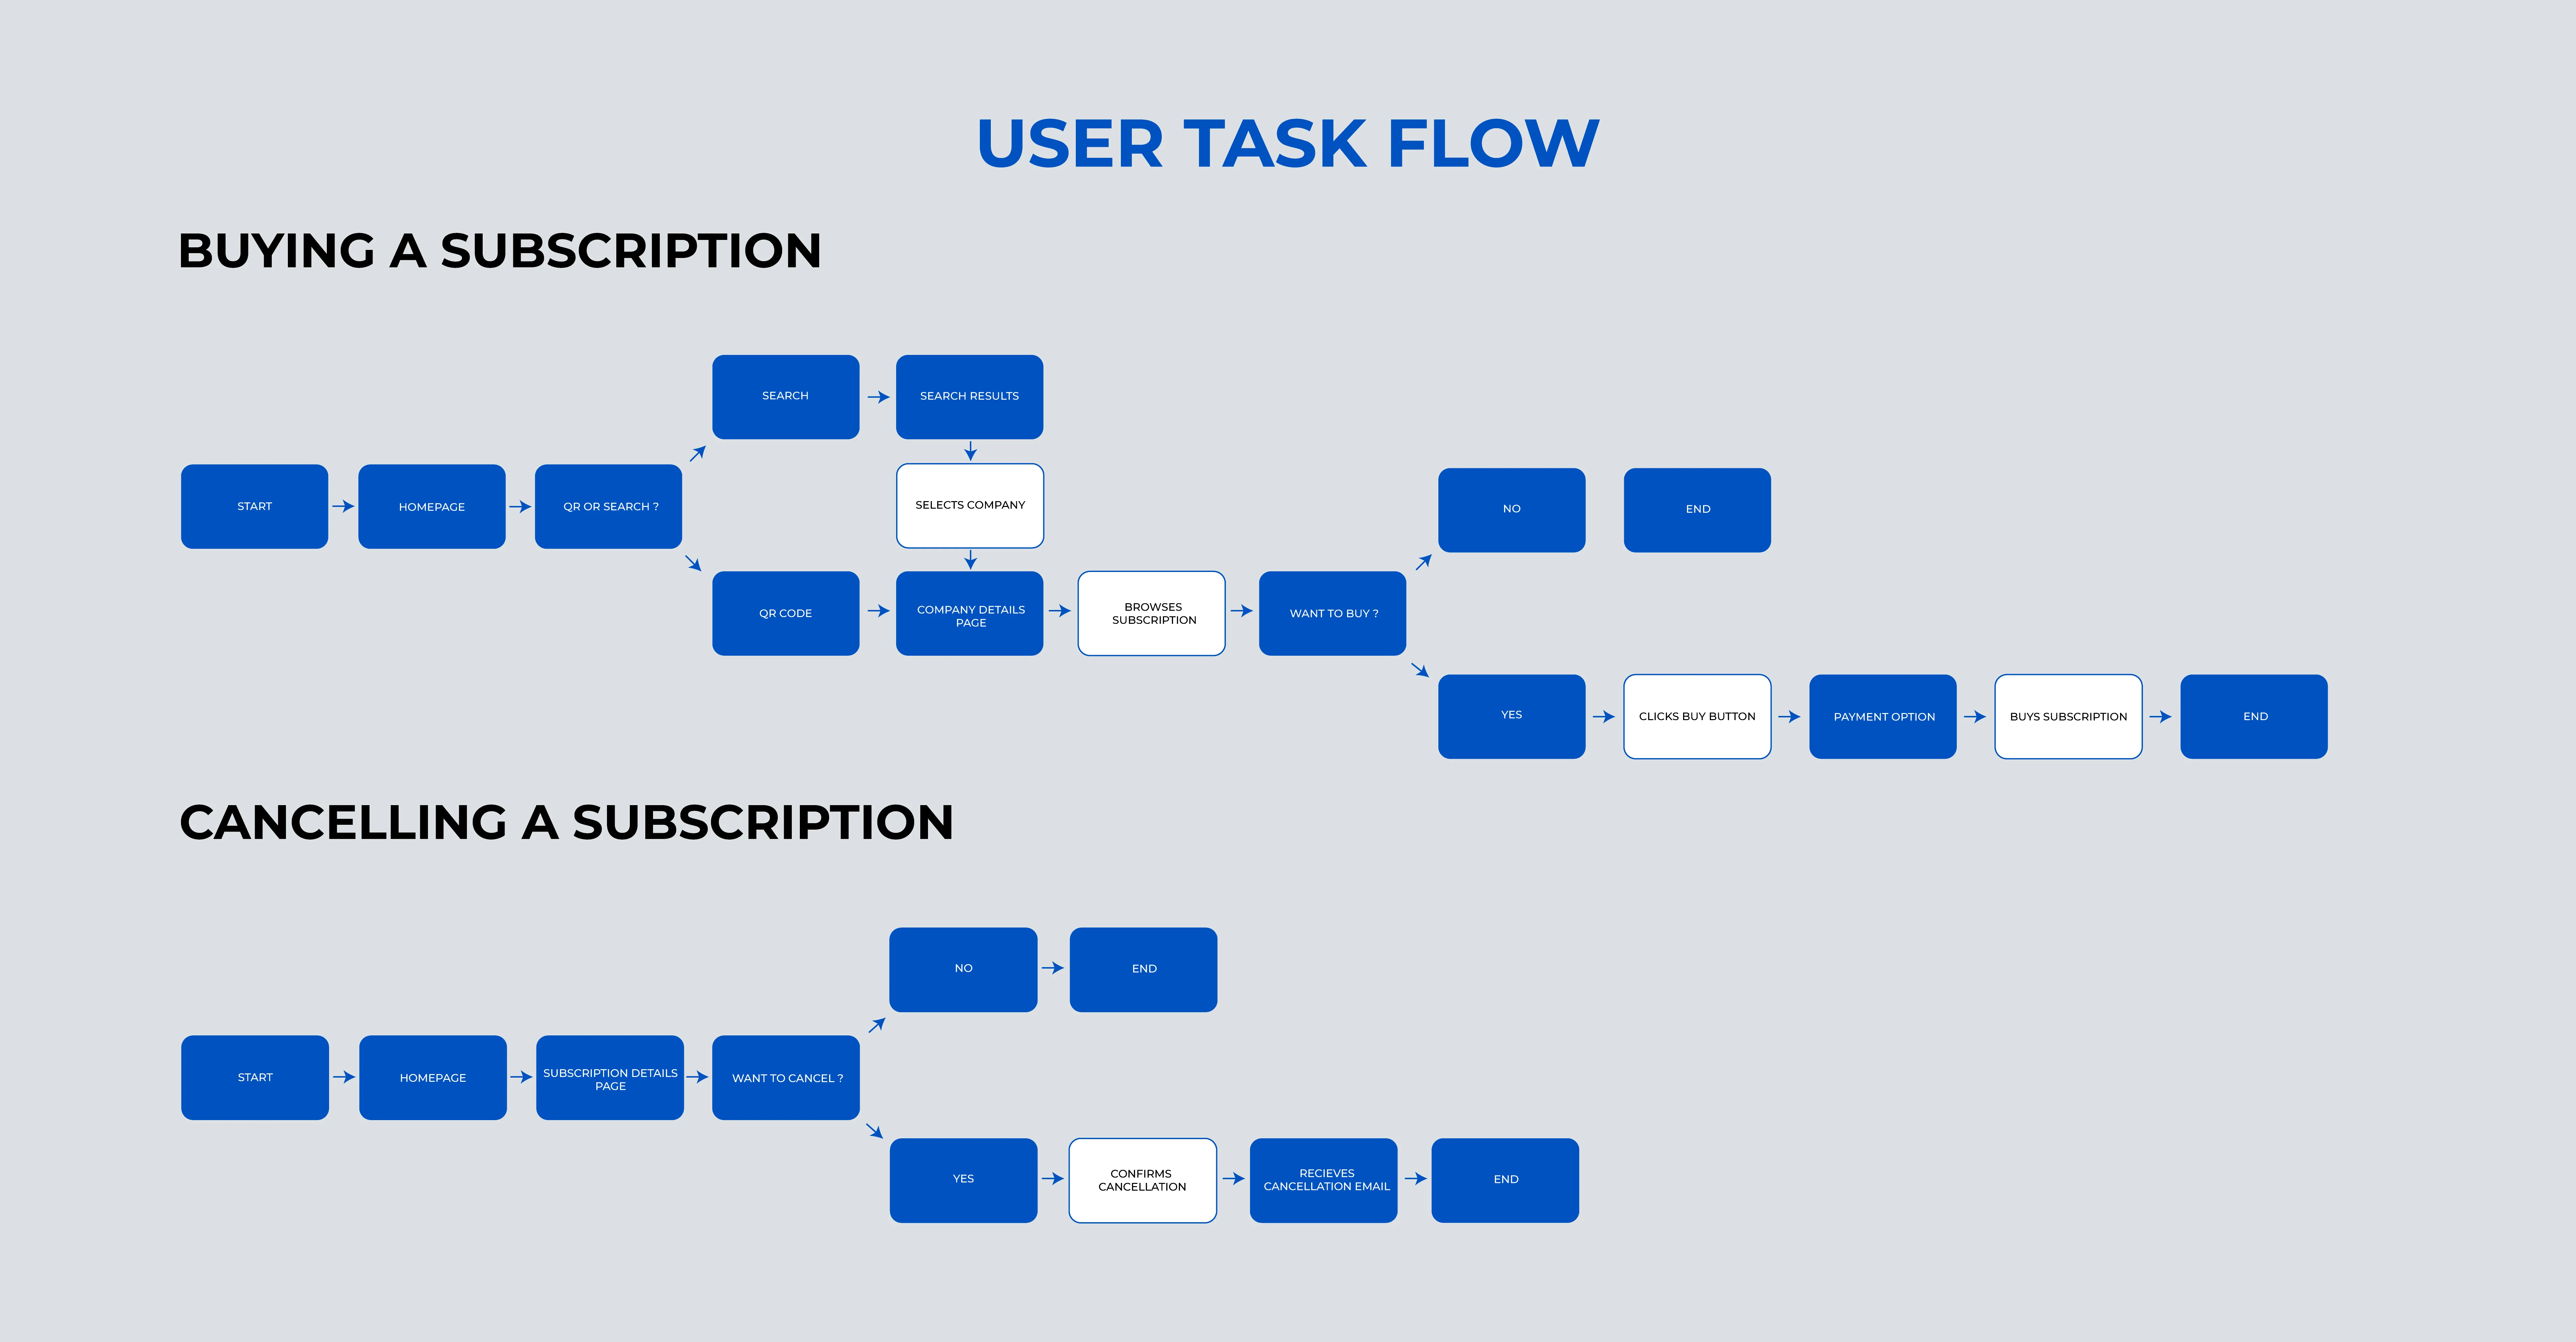 USER TASK FLOW
BUYING A SUBSCRIPTION
SEARCH
SEARCH RESULTS
START
HOMEPAGE
QR OR SEARCH ?
SELECTS COMPANY
NO
END
QR CODE
COMPANY DETAILS
PAGE
BROWSES
SUBSCRIPTION
WANT TO BUY ?
YES
CLICKS BUY BUTTON
PAYMENT OPTION
BUYS SUBSCRIPTION
END
CANCELLING A SUBSCRIPTION
NO
END
START
HOMEPAGE
SUBSCRIPTION DETAILS
PAGE
WANT TO CANCEL ?
YES
CONFIRMS
CANCELLATION
RECIEVES
CANCELLATION EMAIL
END